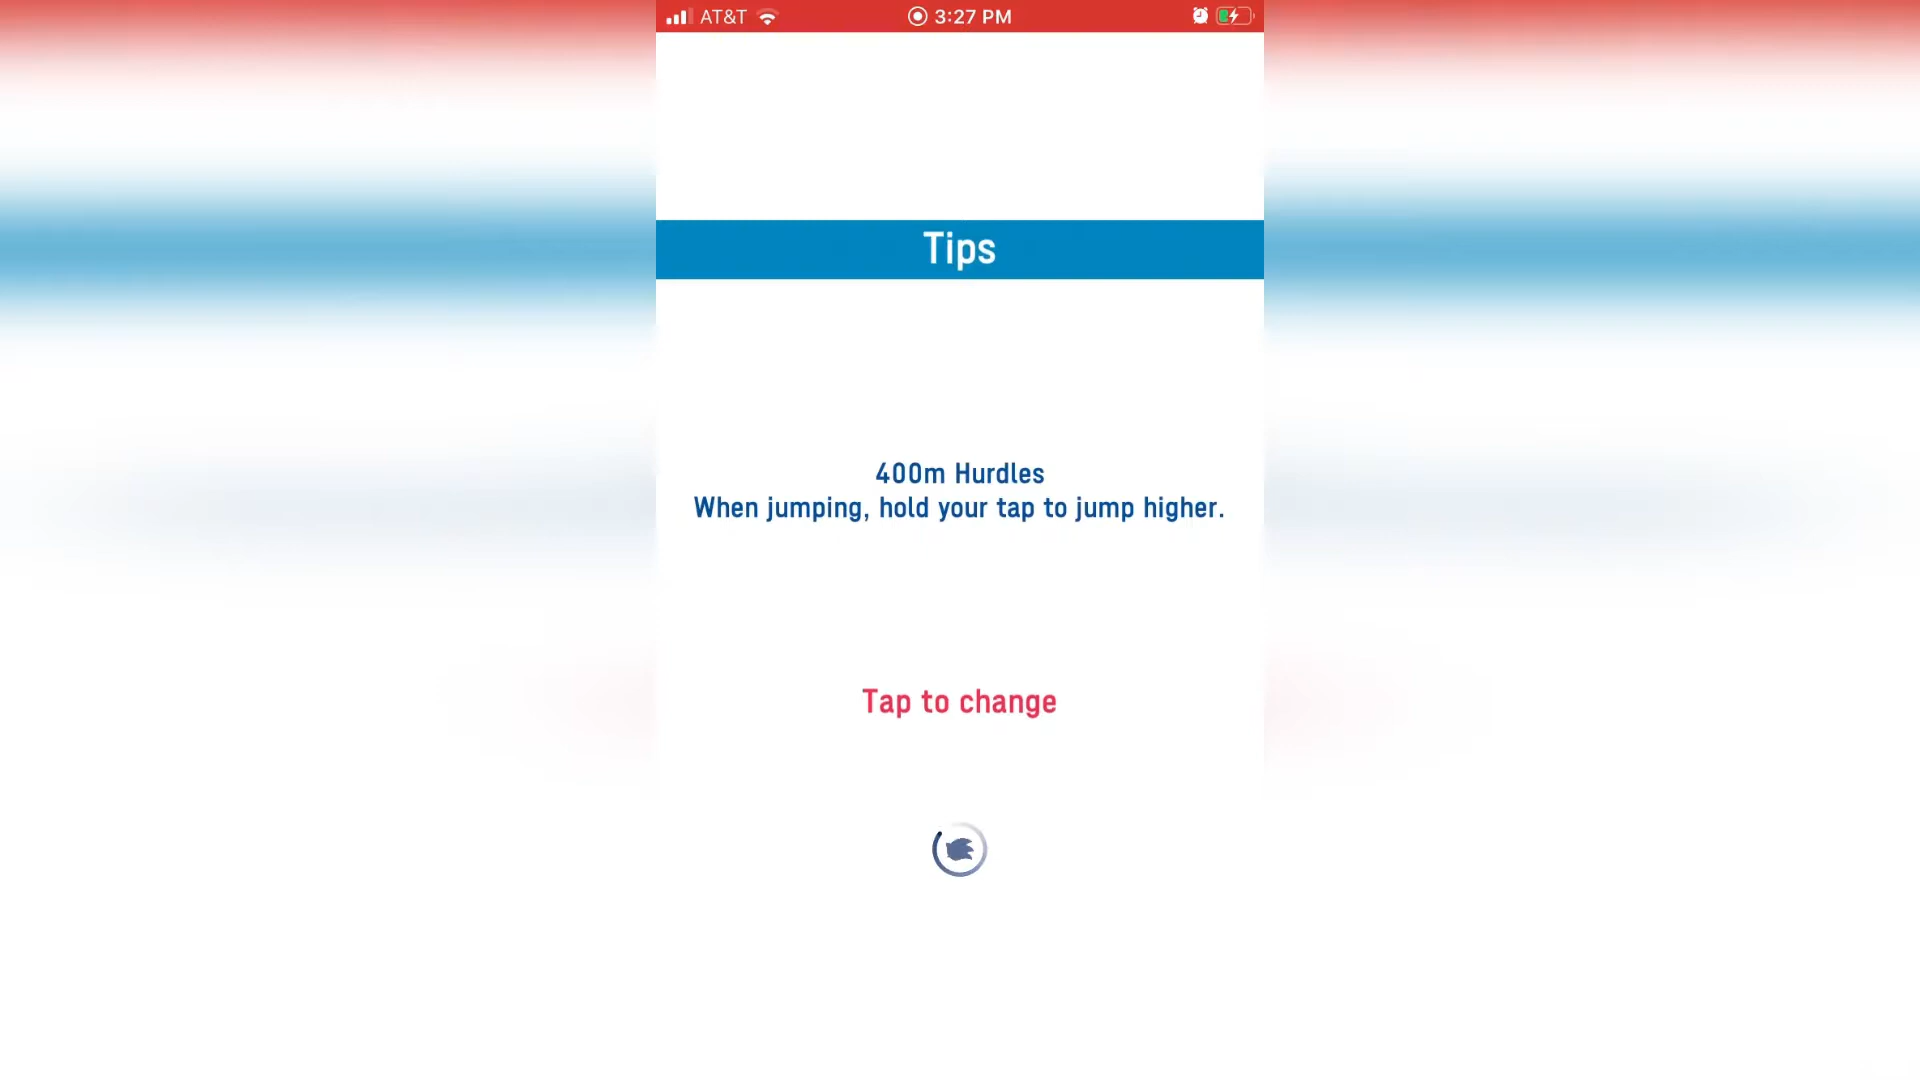 AT&T 3:27 PM
Tips
400m Hurdles
When jumping, hold your tap to jump higher.
Tap to change